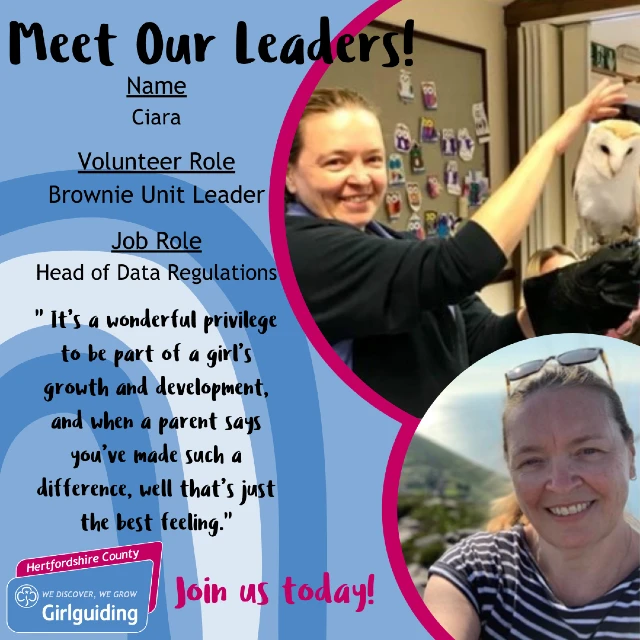 Meet Our Leaders!
Name
Ciara
Volunteer Role
Brownie Unit Leader
Job Role
Head of Data Regulations
" It's a wonderful privilege
to be part of a girl's
growth and development,
and when a parent says
you've made such a
difference, well that's just
the best feeling."
Hertfordshire County
WE DISCOVER, WE GROW
Girlguiding
Join us today!